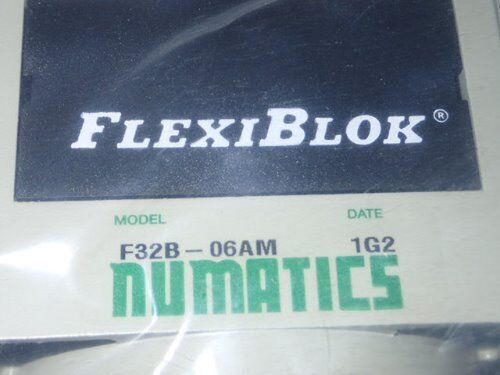 FLEXIBLOK®
MODEL DATE
F32B-06AM 1G2
NUMATICS